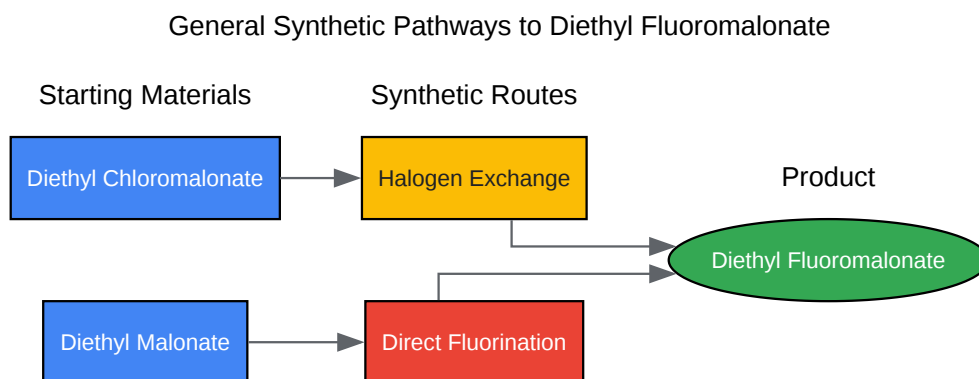 General Synthetic Pathways to Diethyl Fluoromalonate
Starting Materials
Synthetic Routes
Diethyl Chloromalonate
Halogen Exchange
Product
Diethyl Fluoromalonate
Diethyl Malonate
Direct Fluorination